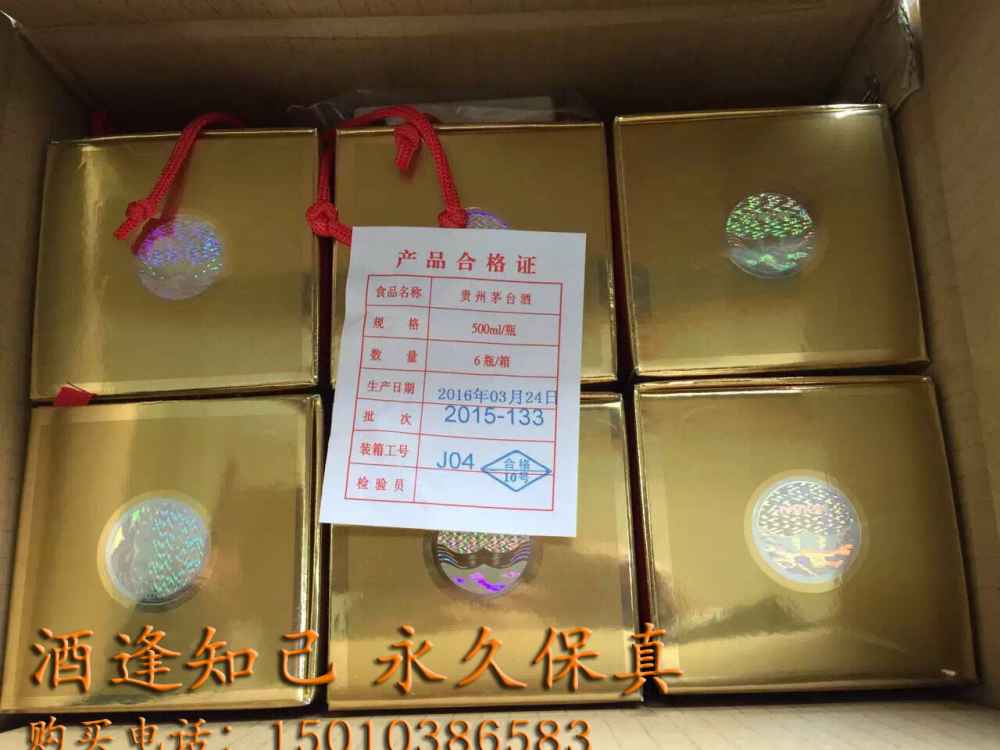 产品合格证
食品名称 贵州茅台酒
规 格 500ml/瓶
数 量 6瓶/箱
生产日期 2016年03月24日
批 次 2015-133
装箱工号 J04
检验员
合格
10号
酒逢知己 永久保真
购买电话：15010386583